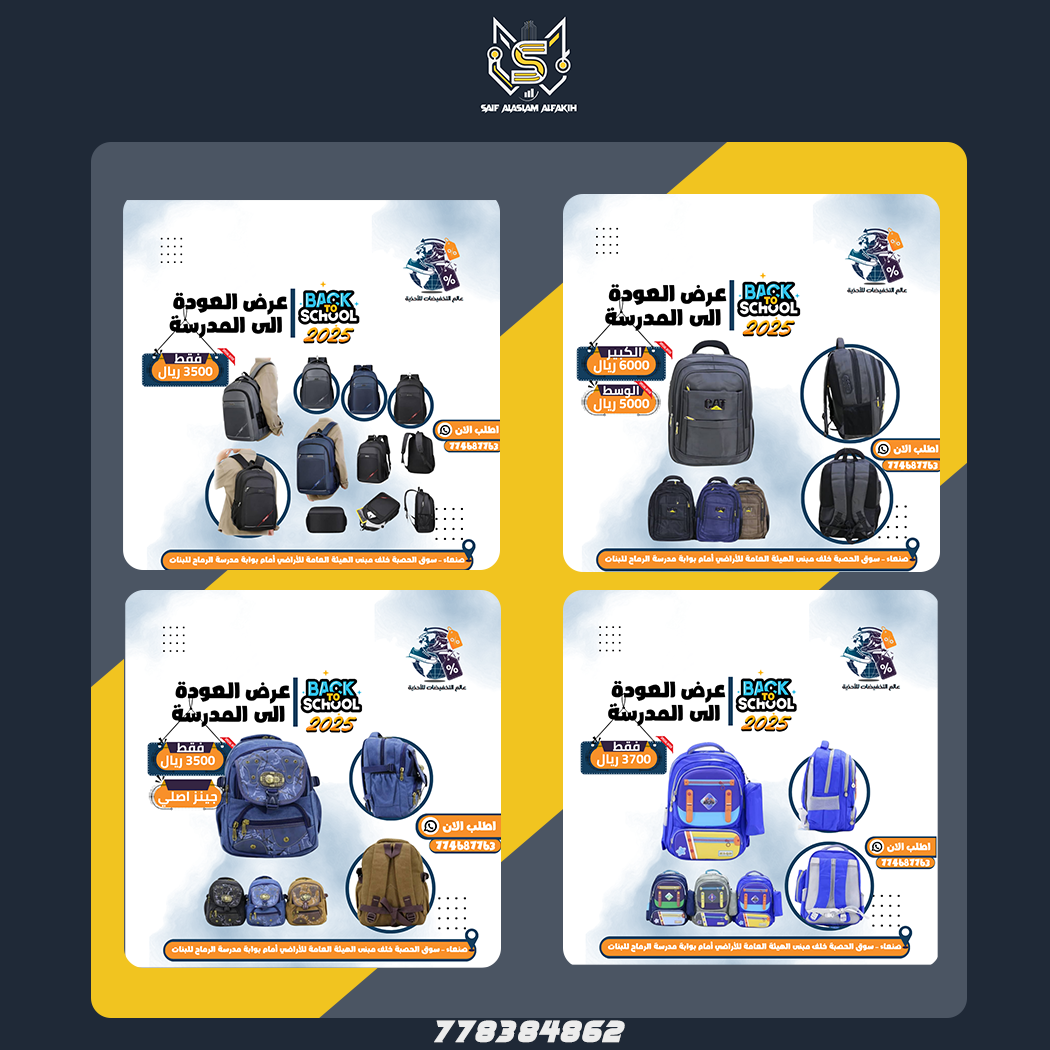 SAIF ALASLAM ALFAKIH
عالم التخفيضات للأحذية
عرض العودة
الى المدرسة
BACK
TO
SCHOOL
2025
فقط
3500 ريال
اطلب الان
774687763
صنعاء - سوق الحصبة خلف مبنى الهيئة العامة للأراضي أمام بوابة مدرسة الرماح للبنات
عالم التخفيضات للأحذية
عرض العودة
الى المدرسة
BACK
TO
SCHOOL
2025
الكبير
6000 ريال
الوسط
5000 ريال
CAT
اطلب الان
774687763
صنعاء - سوق الحصبة خلف مبنى الهيئة العامة للأراضي أمام بوابة مدرسة الرماح للبنات
عالم التخفيضات للأحذية
عرض العودة
الى المدرسة
BACK
TO
SCHOOL
2025
فقط
3500 ريال
جينز اصلي
اطلب الان
774687763
صنعاء - سوق الحصبة خلف مبنى الهيئة العامة للأراضي أمام بوابة مدرسة الرماح للبنات
عالم التخفيضات للأحذية
عرض العودة
الى المدرسة
BACK
TO
SCHOOL
2025
فقط
3700 ريال
اطلب الان
774687763
صنعاء - سوق الحصبة خلف مبنى الهيئة العامة للأراضي أمام بوابة مدرسة الرماح للبنات
778384862